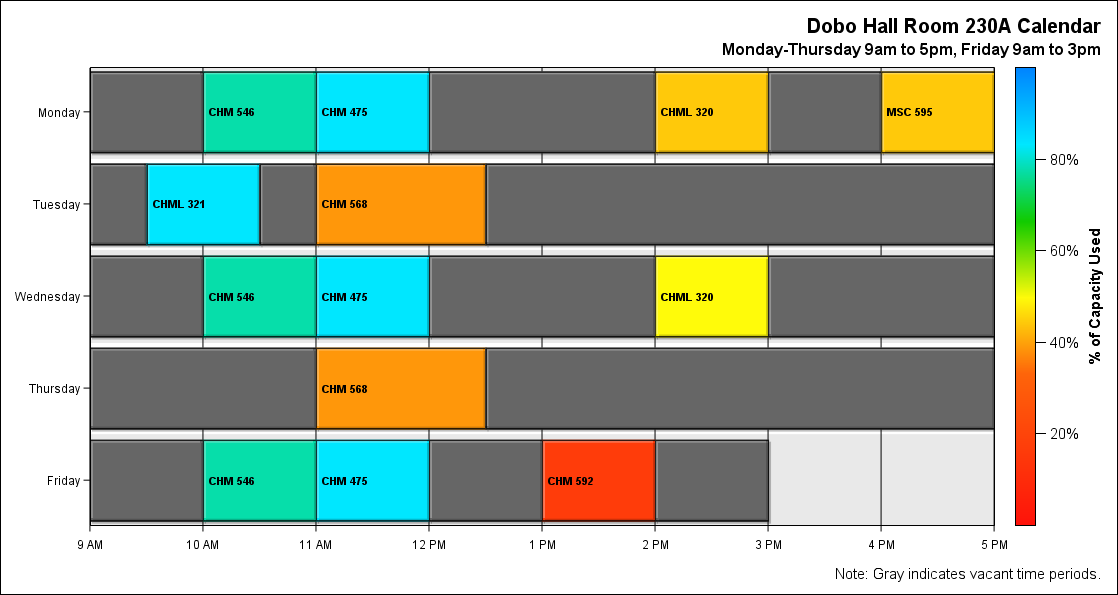 Dobo Hall Room 230A Calendar
Monday-Thursday 9am to 5pm, Friday 9am to 3pm
Monday
CHM 546
CHM 475
CHML 320
MSC 595
Tuesday
CHML 321
CHM 568
Wednesday
CHM 546
CHM 475
CHML 320
Thursday
CHM 568
Friday
CHM 546
CHM 475
CHM 592
9 AM
10 AM
11 AM
12 PM
1 PM
2 PM
3 PM
4 PM
5 PM
80%
60%
40%
20%
% of Capacity Used
Note: Gray indicates vacant time periods.